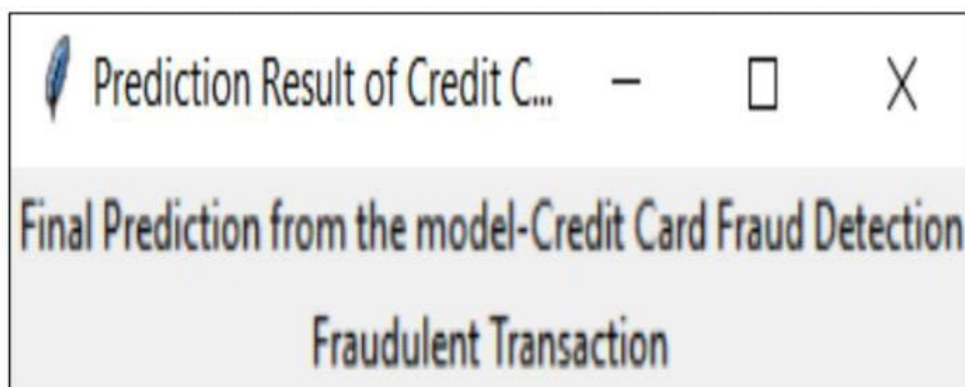 Prediction Result of Credit C...
Final Prediction from the model-Credit Card Fraud Detection
Fraudulent Transaction